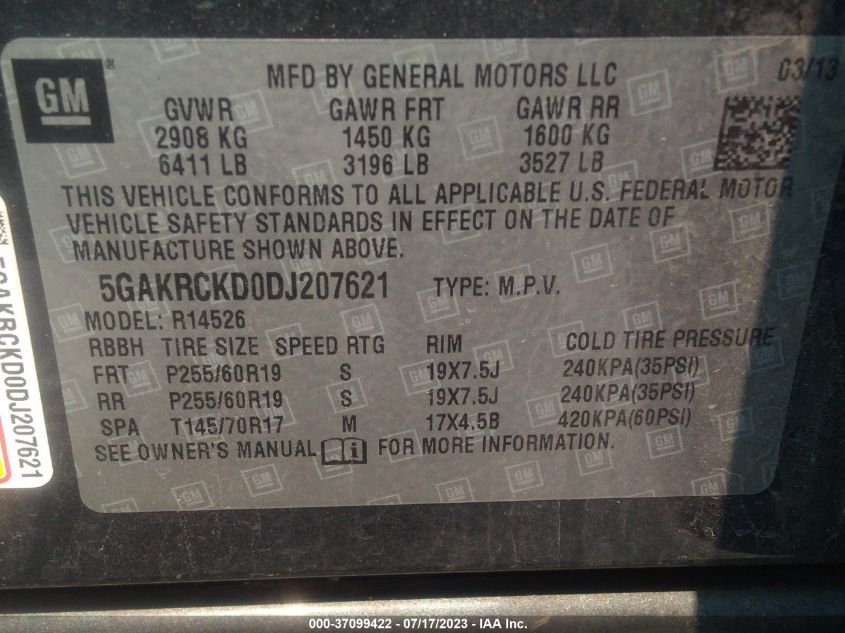 GM
®
MFD BY GENERAL MOTORS LLC 03/13
GVWR GAWR FRT GAWR RR
2908 KG 1450 KG 1600 KG
6411 LB 3196 LB 3527 LB
THIS VEHICLE CONFORMS TO ALL APPLICABLE U.S. FEDERAL MOTOR
VEHICLE SAFETY STANDARDS IN EFFECT ON THE DATE OF
MANUFACTURE SHOWN ABOVE.
5GAKRCKD0DJ207621 TYPE: M.P.V.
MODEL: R14526
RBBH TIRE SIZE SPEED RTG RIM COLD TIRE PRESSURE
FRT P255/60R19 S 19X7.5J 240KPA(35PSI)
RR P255/60R19 S 19X7.5J 240KPA(35PSI)
SPA T145/70R17 M 17X4.5B 420KPA(60PSI)
SEE OWNER'S MANUAL FOR MORE INFORMATION.
5GAKRCKD0DJ207621
000-37099422 - 07/17/2023 - IAA Inc.